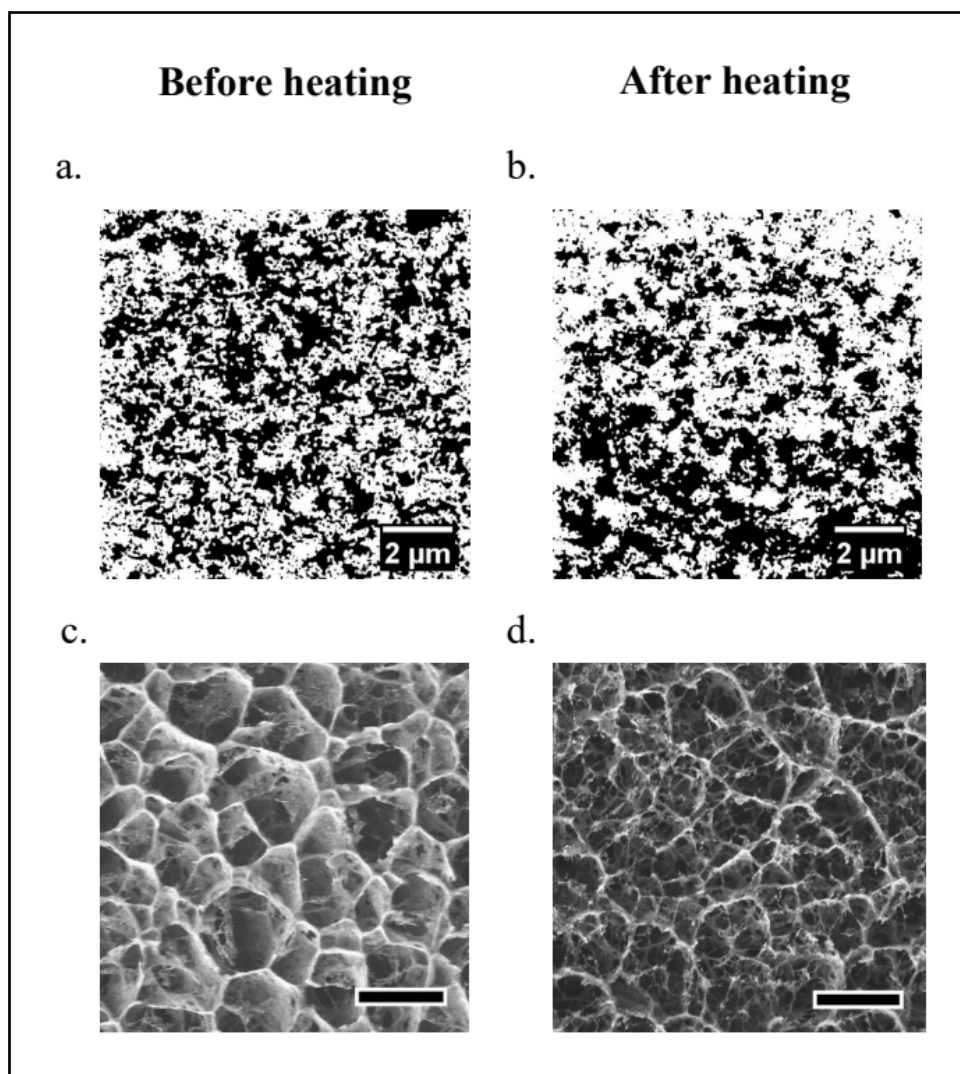 Before heating
After heating
a.
b.
2 µm
2 µm
c.
d.